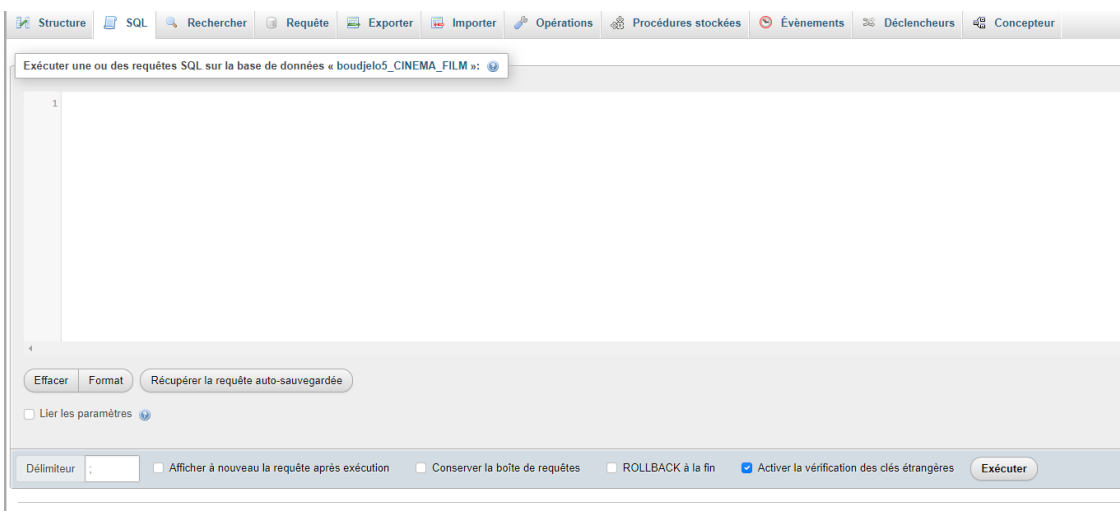 Structure SQL Rechercher Requête Exporter Importer Opérations Procédures stockées Évènements Déclencheurs Concepteur
Exécuter une ou des requêtes SQL sur la base de données « boudjelo5_CINEMA_FILM »:
1
Effacer Format Récupérer la requête auto-sauvegardée
Lier les paramètres
Délimiteur ; Afficher à nouveau la requête après exécution Conserver la boîte de requêtes ROLLBACK à la fin Activer la vérification des clés étrangères Exécuter